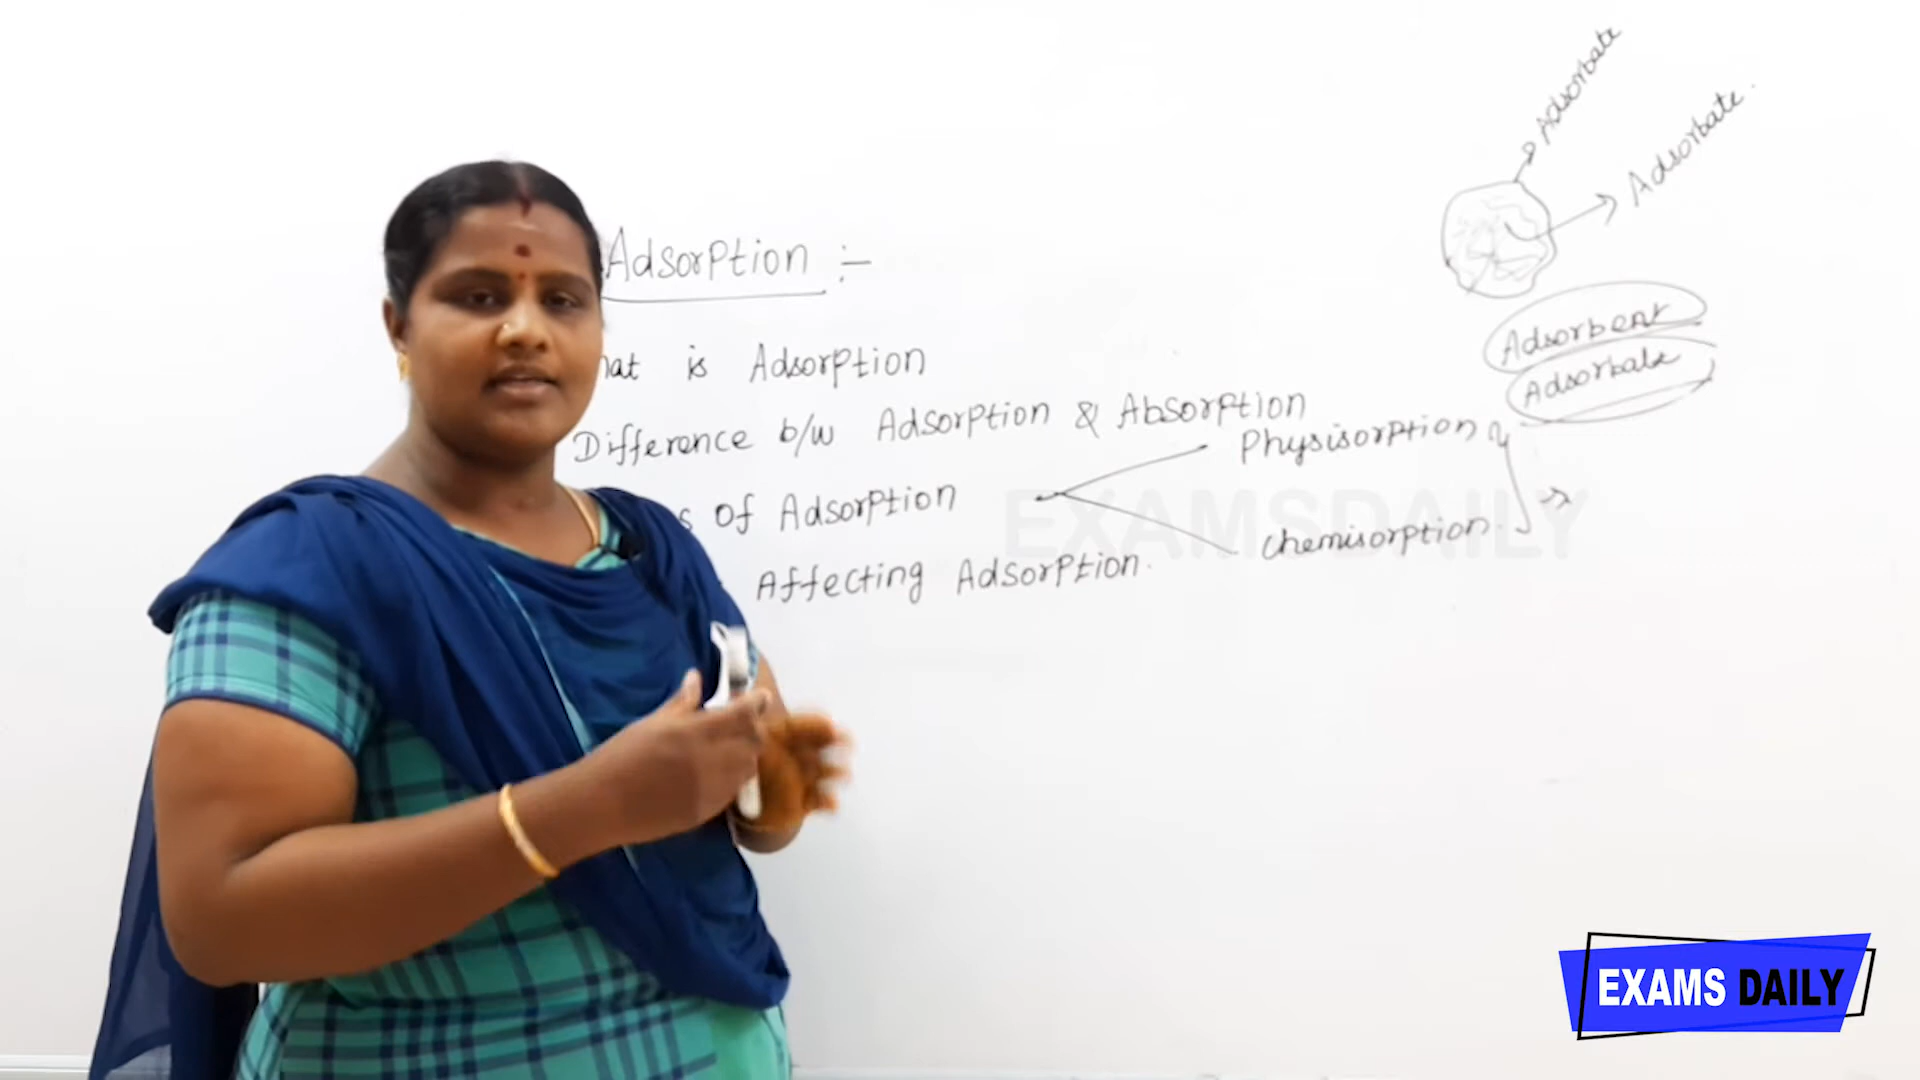 Adsorption :-
hat is Adsorption
Difference b/w Adsorption & Absorption
s of Adsorption
Physisorption
Chemisorption.
Affecting Adsorption.
Adsorbate
Adsorbate.
Adsorbent
Adsorbate
EXAMSDAILY
EXAMS DAILY